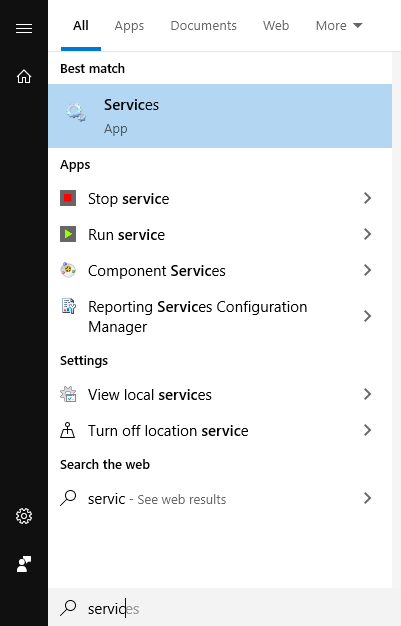 All Apps Documents Web More
Best match
Services
App
Apps
Stop service
Run service
Component Services
Reporting Services Configuration
Manager
Settings
View local services
Turn off location service
Search the web
servic - See web results
services